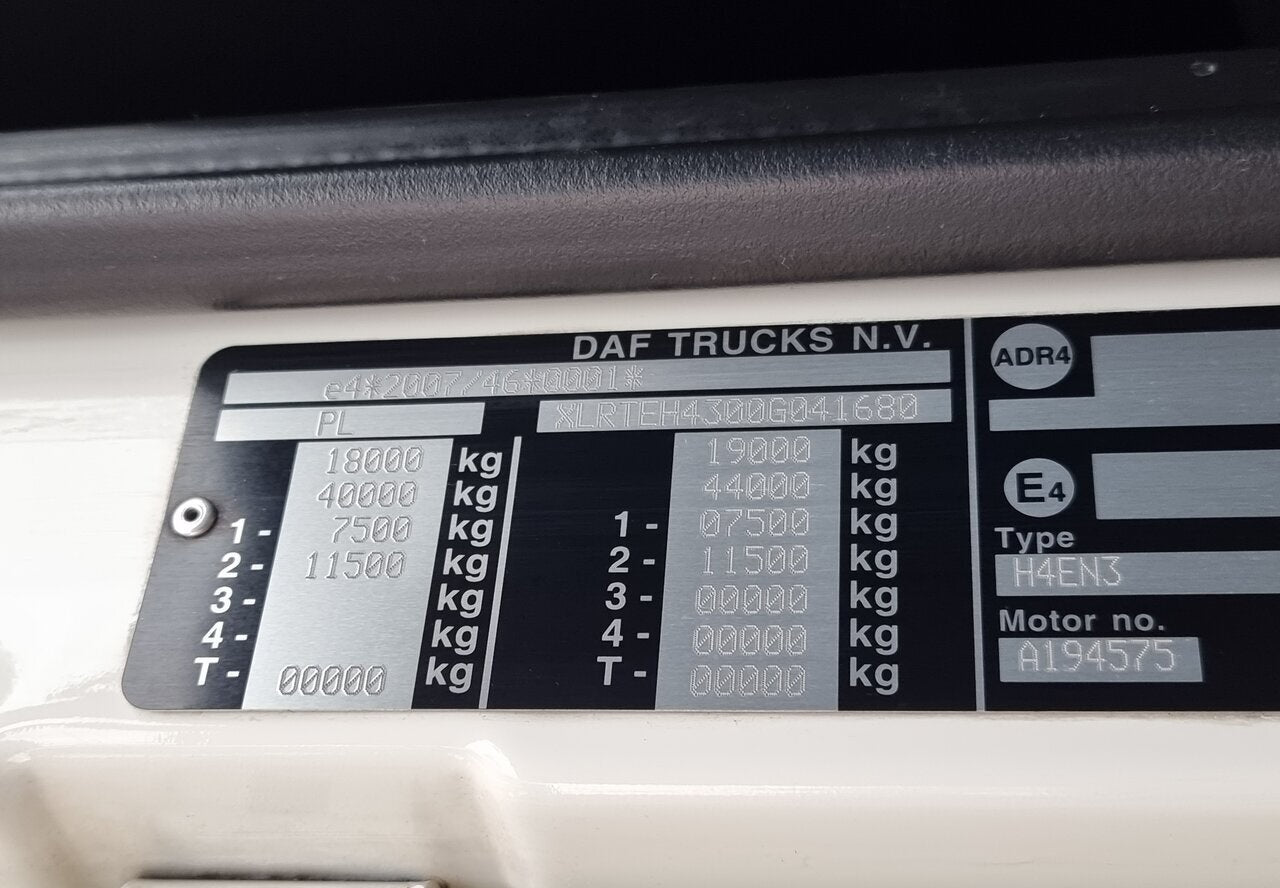 DAF TRUCKS N.V.
e4*2007/46*0001*
PL XLRTEH4300G041680
18000 kg 19000 kg
40000 kg 44000 kg
1- 7500 kg 1- 07500 kg
2- 11500 kg 2- 11500 kg
3- kg 3- 00000 kg
4- kg 4- 00000 kg
T- 00000 kg T- 00000 kg
ADR4
E4
Type
H4EN3
Motor no.
A194575